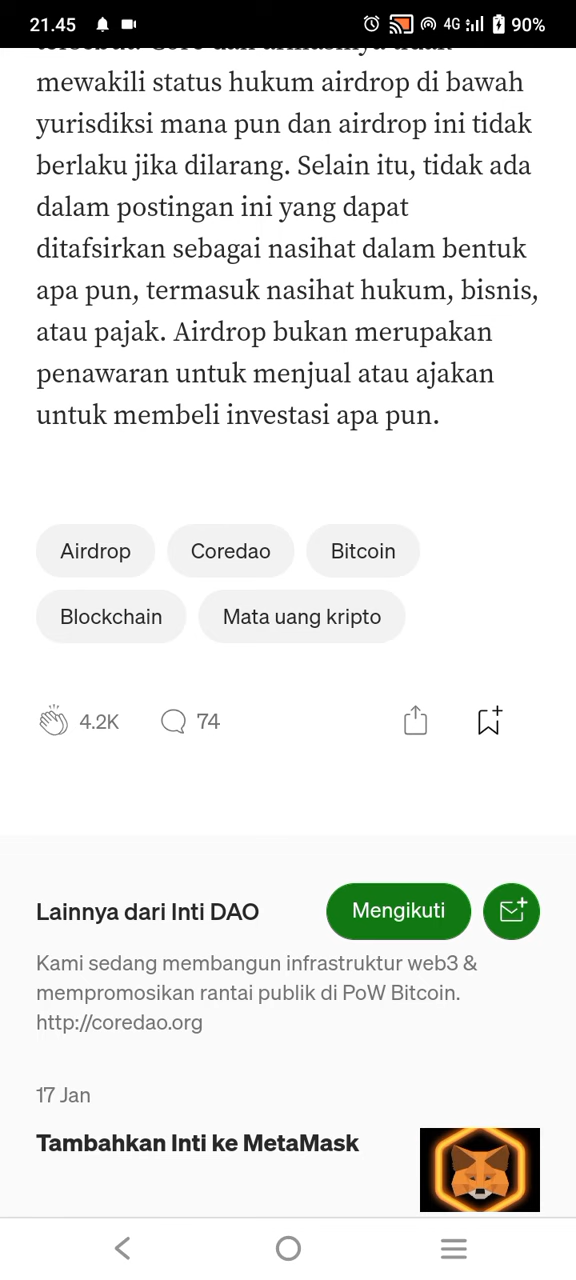 21.45
4G
90%
mewakili status hukum airdrop di bawah
yurisdiksi mana pun dan airdrop ini tidak
berlaku jika dilarang. Selain itu, tidak ada
dalam postingan ini yang dapat
ditafsirkan sebagai nasihat dalam bentuk
apa pun, termasuk nasihat hukum, bisnis,
atau pajak. Airdrop bukan merupakan
penawaran untuk menjual atau ajakan
untuk membeli investasi apa pun.
Airdrop
Coredao
Bitcoin
Blockchain
Mata uang kripto
4.2K
74
Lainnya dari Inti DAO
Mengikuti
Kami sedang membangun infrastruktur web3 &
mempromosikan rantai publik di PoW Bitcoin.
http://coredao.org
17 Jan
Tambahkan Inti ke MetaMask